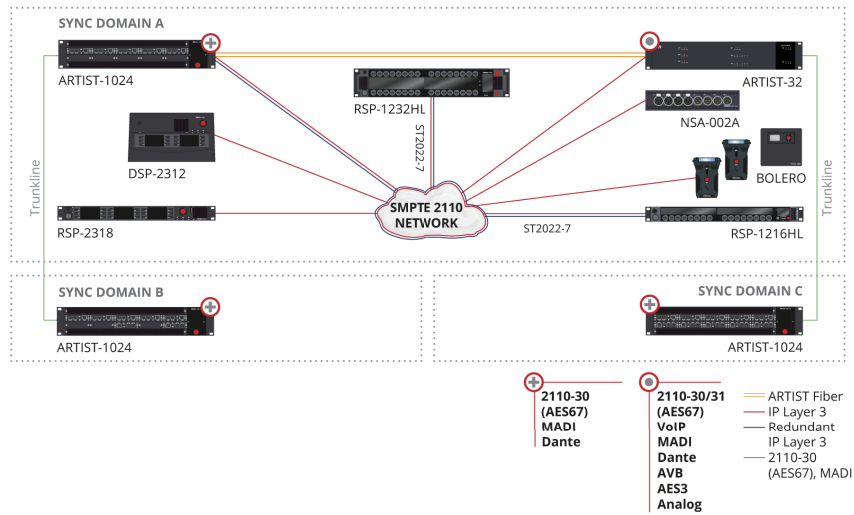 SYNC DOMAIN A
ARTIST-1024
RSP-1232HL
ARTIST-32
NSA-002A
ST2022-7
Trunkline
DSP-2312
BOLERO
Trunkline
RSP-2318
SMPTE 2110
NETWORK
ST2022-7
RSP-1216HL
SYNC DOMAIN B
ARTIST-1024
SYNC DOMAIN C
ARTIST-1024
2110-30
(AES67)
MADI
Dante
2110-30/31
(AES67)
VoIP
MADI
Dante
AVB
AES3
Analog
ARTIST Fiber
IP Layer 3
Redundant
IP Layer 3
2110-30
(AES67), MADI